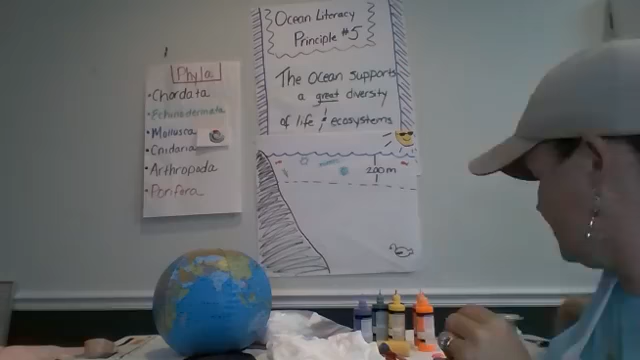 Phyla
• Chordata
• Echinodermata
• Mollusca
• Cnidaria
• Arthropoda
• Porifera
Ocean Literacy
Principle #5
The Ocean supports
a great diversity
of life & ecosystems
200m